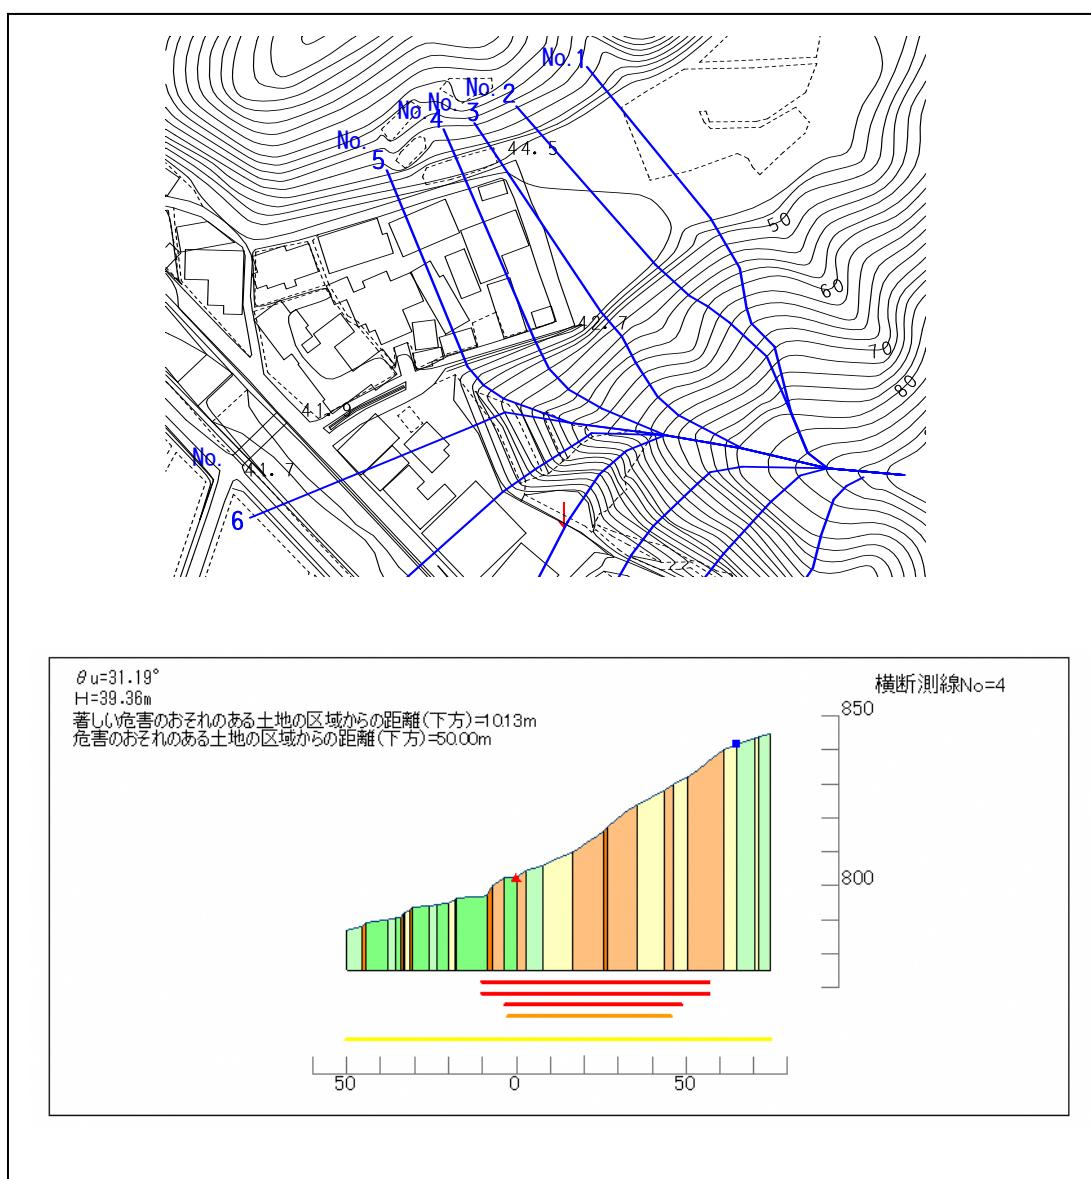 No.1
No. 2
No. 3
No. 4
No. 5
44.5
50
60
42.7
70
80
41.9
No. 6
41.7
θu=31.19°
H=39.36m
著しい危害のおそれのある土地の区域からの距離(下方)=10.13m
危害のおそれのある土地の区域からの距離(下方)=50.00m
横断測線No=4
850
800
50 0 50